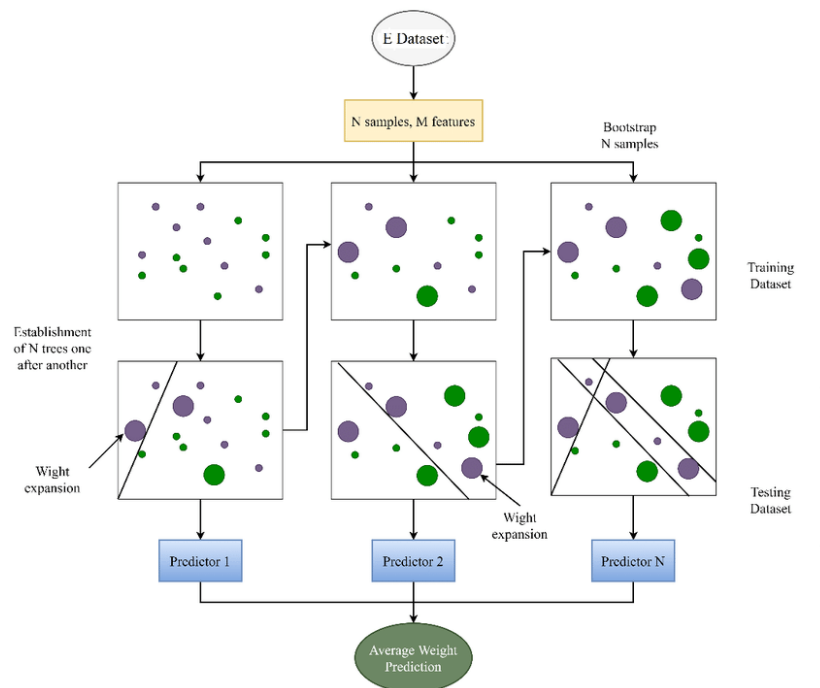 E Dataset:
N samples, M features
Bootstrap
N samples
Training
Dataset
Establishment
of N trees one
after another
Wight
expansion
Wight
expansion
Testing
Dataset
Predictor 1
Predictor 2
Predictor N
Average Weight
Prediction